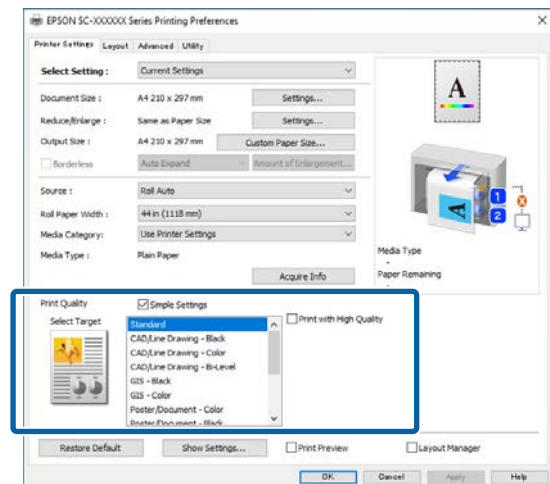 EPSON SC-XXXXXX Series Printing Preferences
Printer Settings Layout Advanced Utility
Select Setting : Current Settings
Document Size : A4 210 x 297 mm Settings...
Reduce/Enlarge : Same as Paper Size Settings...
Output Size : A4 210 x 297 mm Custom Paper Size...
Borderless Auto Expand Amount of Enlargement...
Source : Roll Auto
Roll Paper Width : 44 in (1118 mm)
Media Category: Use Printer Settings
Media Type : Plain Paper
Acquire Info
A
A
1
2
Media Type
-
Paper Remaining
-
Print Quality Simple Settings
Select Target
Standard
CAD/Line Drawing - Black
CAD/Line Drawing - Color
CAD/Line Drawing - Bi-Level
GIS - Black
GIS - Color
Poster/Document - Color
Poster/Document - Black
Print with High Quality
Restore Default Show Settings... Print Preview Layout Manager
OK Cancel Apply Help